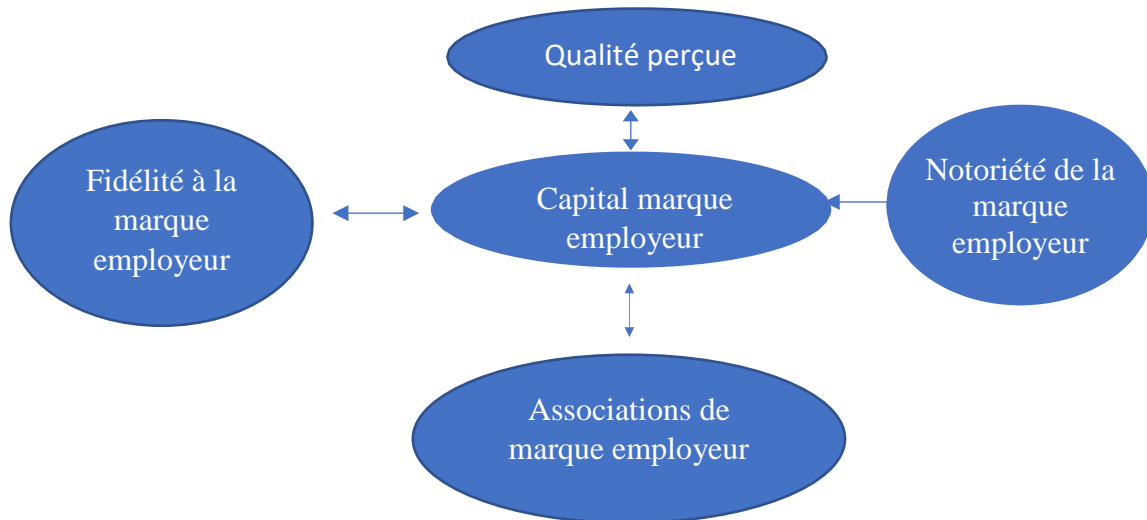 Qualité perçue
Fidélité à la
marque
employeur
Capital marque
employeur
Notoriété de la
marque
employeur
Associations de
marque employeur